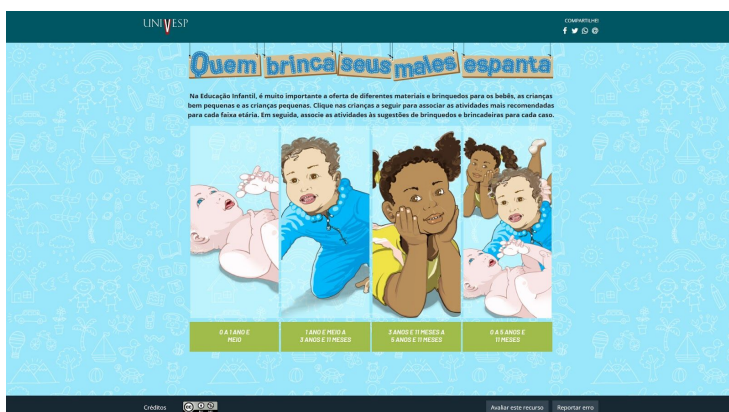 UNIVESP
COMPARTILHE!
Quem brinca seus males espanta
Na Educação Infantil, é muito importante a oferta de diferentes materiais e brinquedos para os bebês, as crianças
bem pequenas e as crianças pequenas. Clique nas crianças a seguir para associar as atividades mais recomendadas
para cada faixa etária. Em seguida, associe as atividades às sugestões de brinquedos e brincadeiras para cada caso.
0 A 1 ANO E
MEIO
1 ANO E MEIO A
3 ANOS E 11 MESES
3 ANOS E 11 MESES A
5 ANOS E 11 MESES
0 A 5 ANOS E
11 MESES
Créditos
Avaliar este recurso
Reportar erro